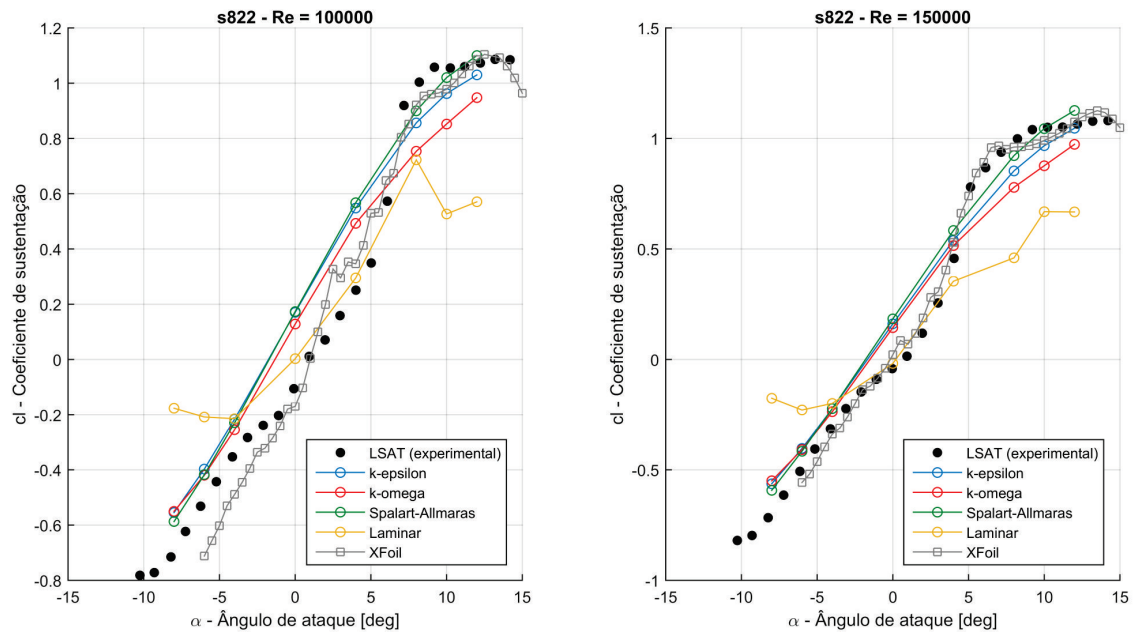 s822 - Re = 100000
1.2
1
0.8
0.6
0.4
0.2
0
-0.2
-0.4
-0.6
-0.8
-15
-10
-5
0
5
10
15
cl - Coeficiente de sustentação
α - Ângulo de ataque [deg]
LSAT (experimental)
k-epsilon
k-omega
Spalart-Allmaras
Laminar
XFoil
s822 - Re = 150000
1.5
1
0.5
0
-0.5
-1
-15
-10
-5
0
5
10
15
cl - Coeficiente de sustentação
α - Ângulo de ataque [deg]
LSAT (experimental)
k-epsilon
k-omega
Spalart-Allmaras
Laminar
XFoil